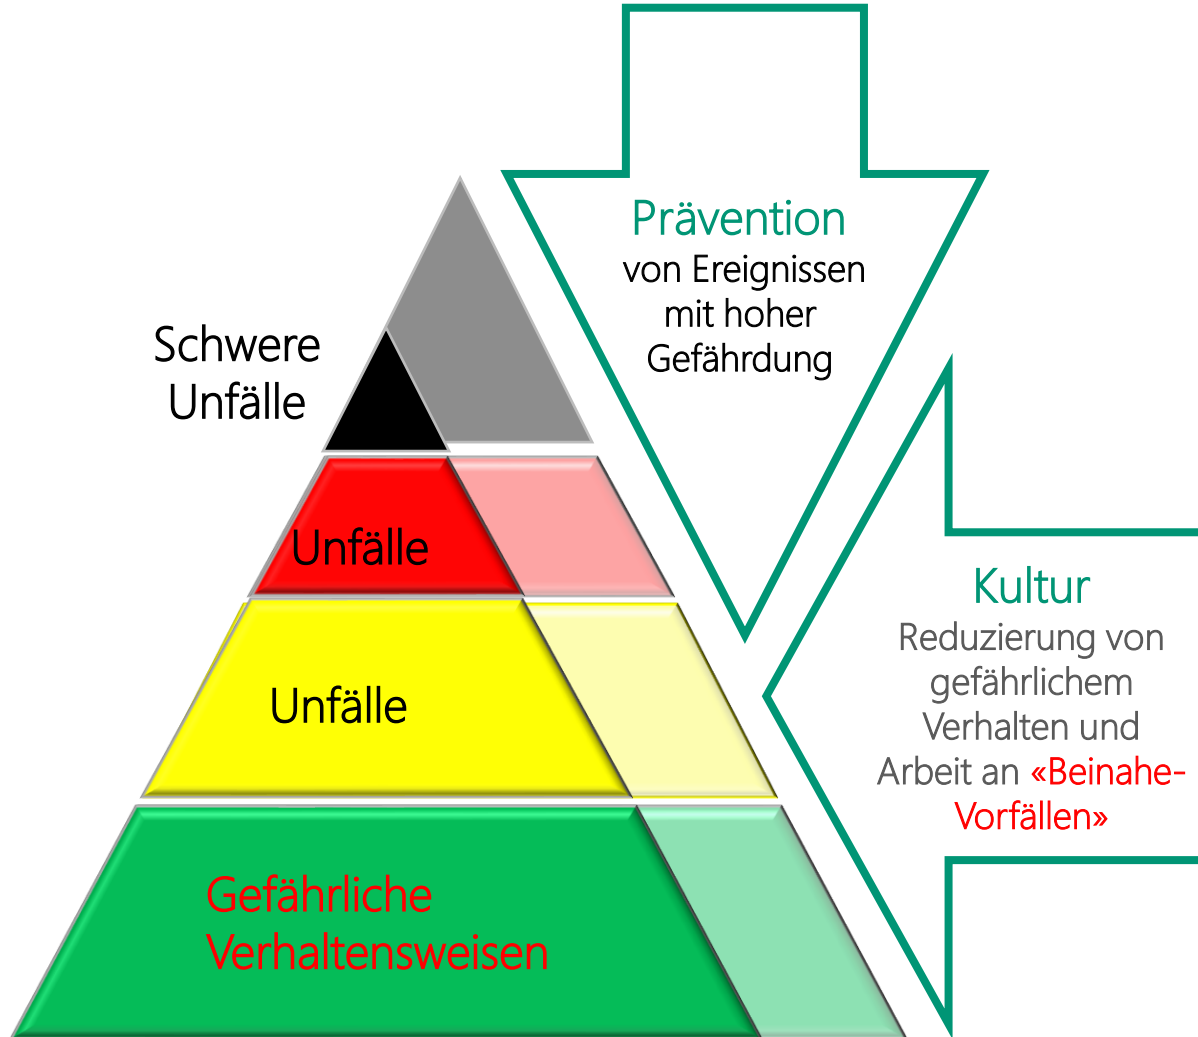 Prävention
von Ereignissen
mit hoher
Gefährdung
Schwere
Unfälle
Unfälle
Unfälle
Gefährliche
Verhaltensweisen
Kultur
Reduzierung von
gefährlichem
Verhalten und
Arbeit an «Beinahe-
Vorfällen»